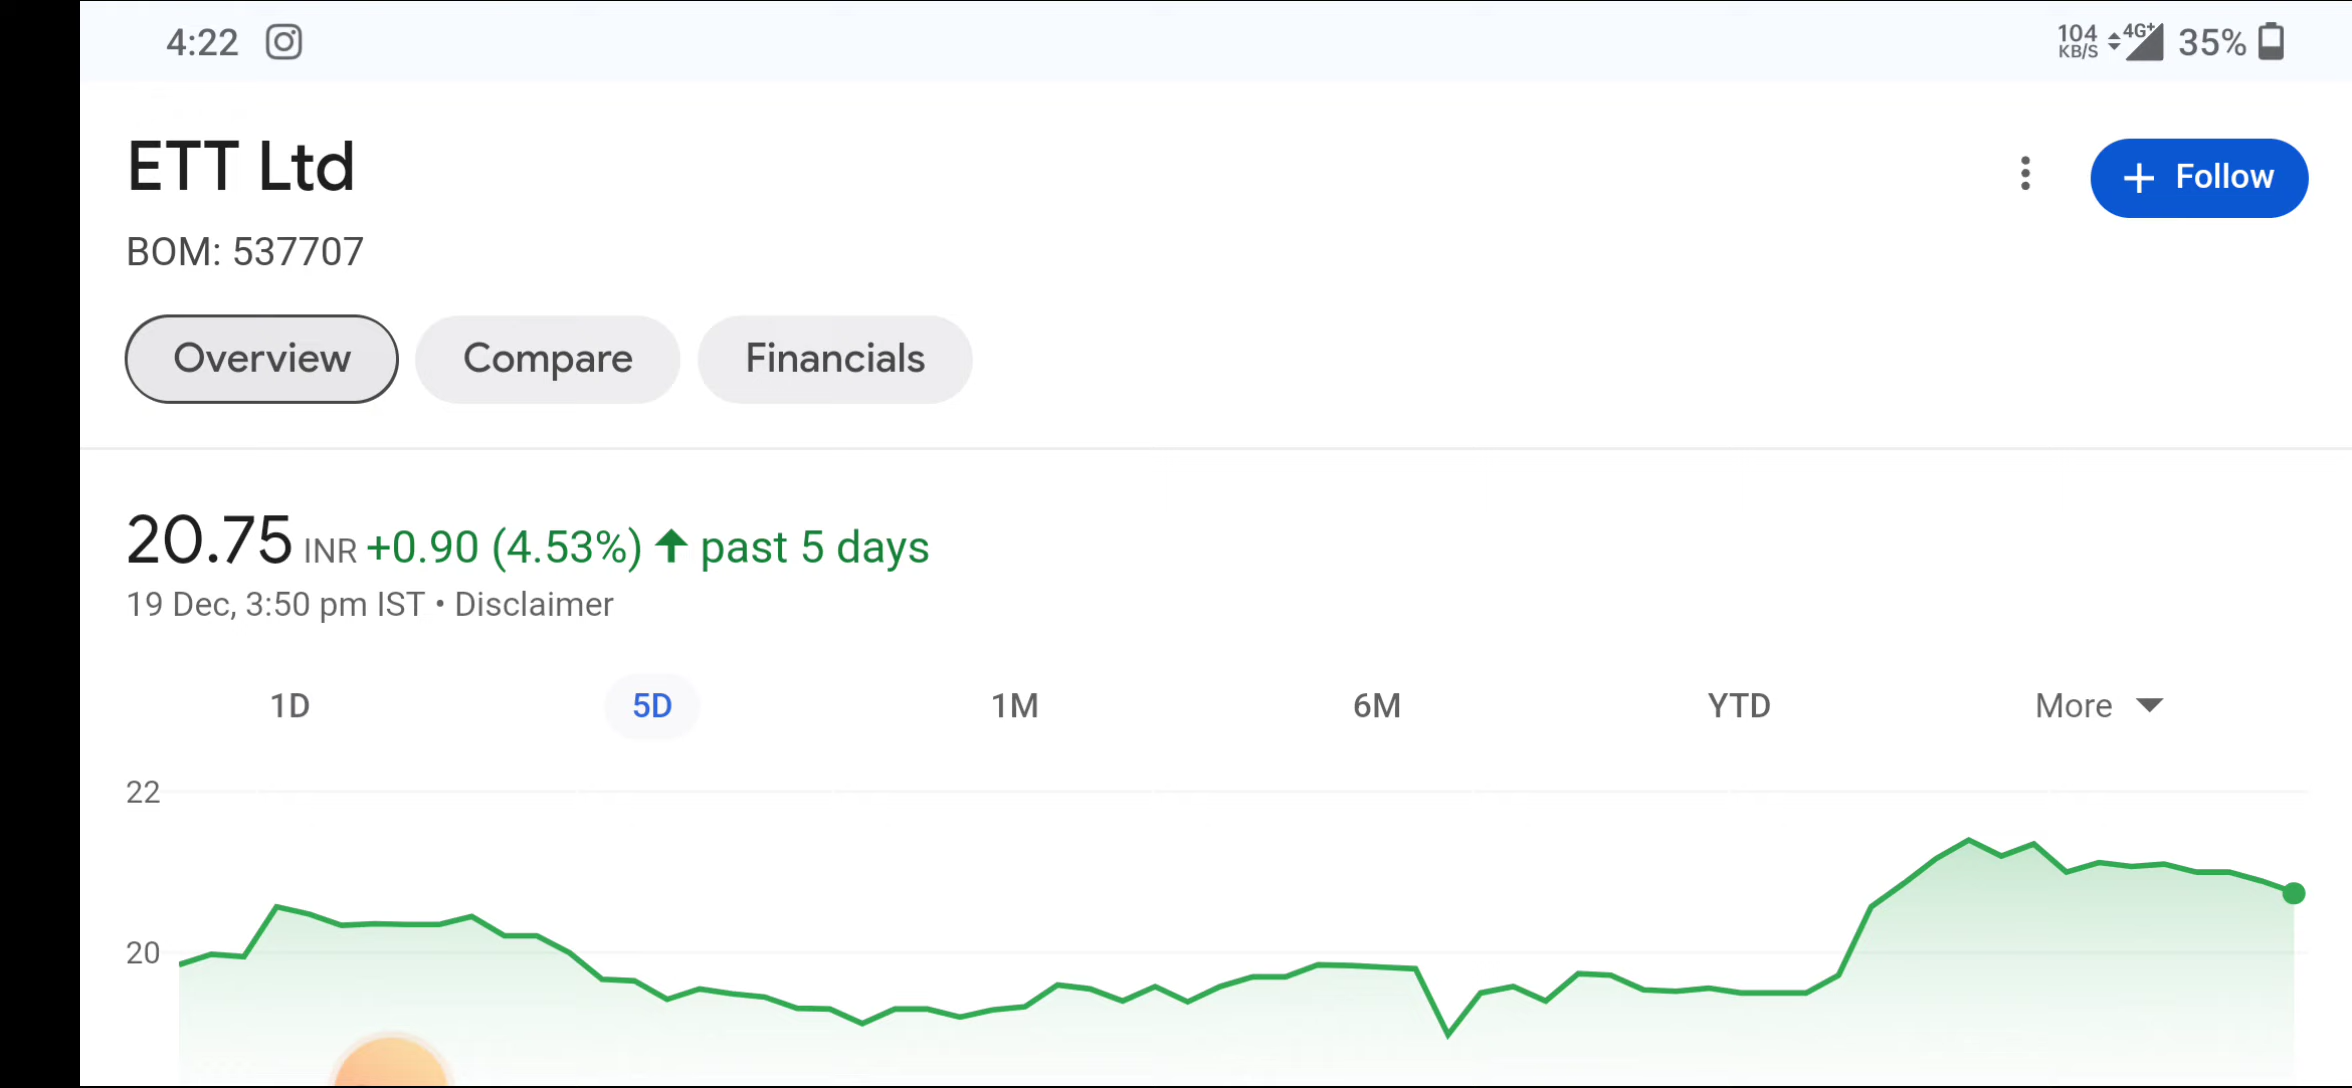 4:22
104 KB/S 4G+ 35%
ETT Ltd
+ Follow
BOM: 537707
Overview Compare Financials
20.75 INR +0.90 (4.53%) ↑ past 5 days
19 Dec, 3:50 pm IST • Disclaimer
1D 5D 1M 6M YTD More
22
20